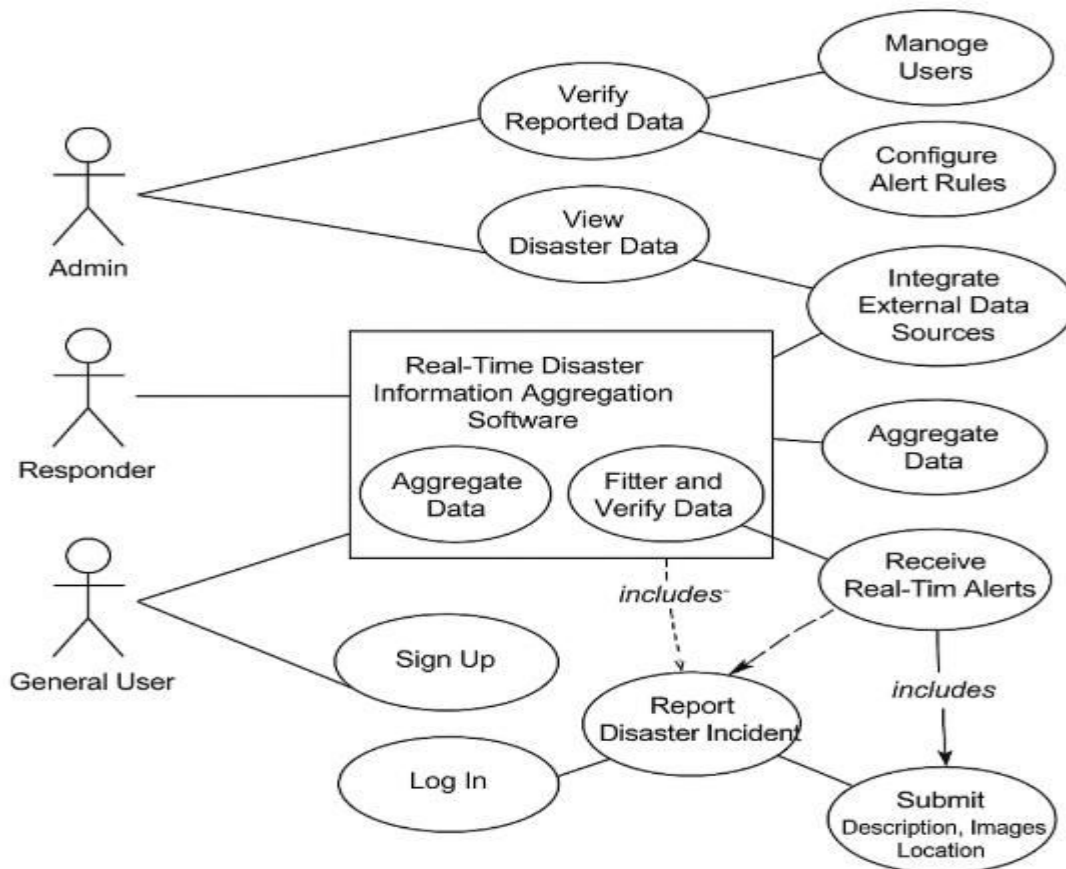 Manoge
Users
Verify
Reported Data
Configure
Alert Rules
Admin
View
Disaster Data
Integrate
External Data
Sources
Responder
Real-Time Disaster
Information Aggregation
Software
Aggregate
Data
Fitter and
Verify Data
Aggregate
Data
General User
Receive
Real-Tim Alerts
includes-
Sign Up
includes
Report
Disaster Incident
Log In
Submit
Description, Images
Location